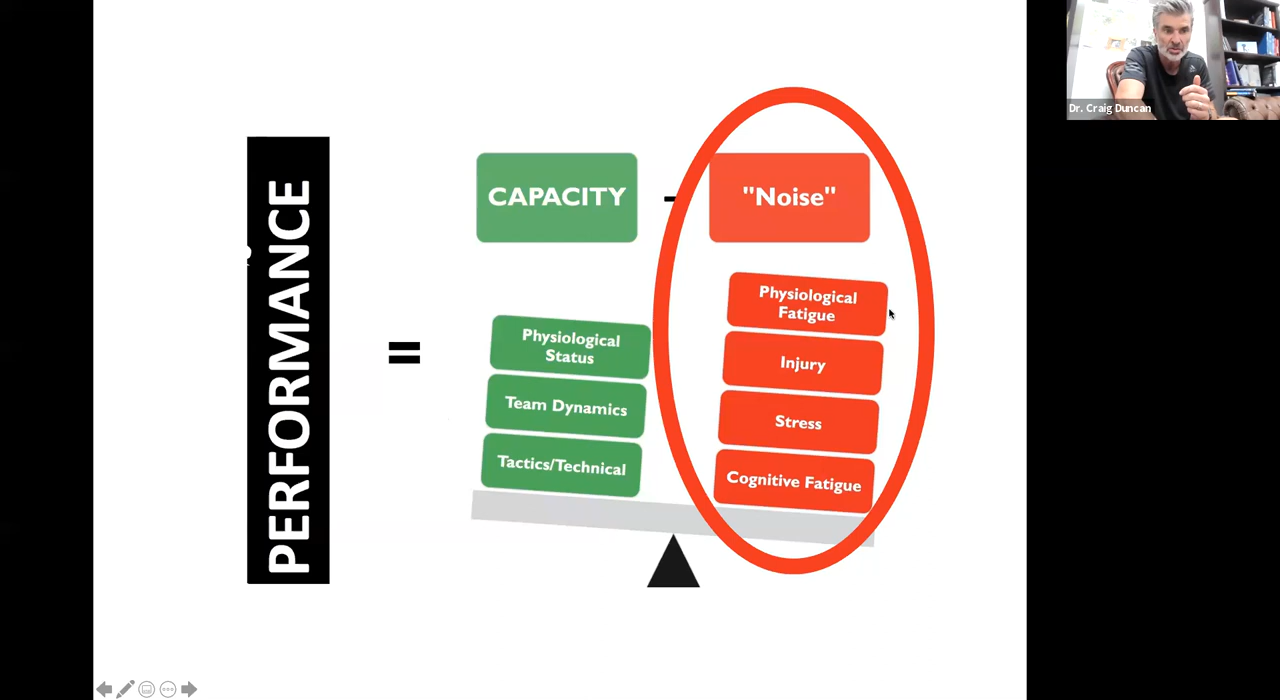 PERFORMANCE
=
CAPACITY
-
"Noise"
Physiological
Status
Team Dynamics
Tactics/Technical
Physiological
Fatigue
Injury
Stress
Cognitive Fatigue
Dr. Craig Duncan